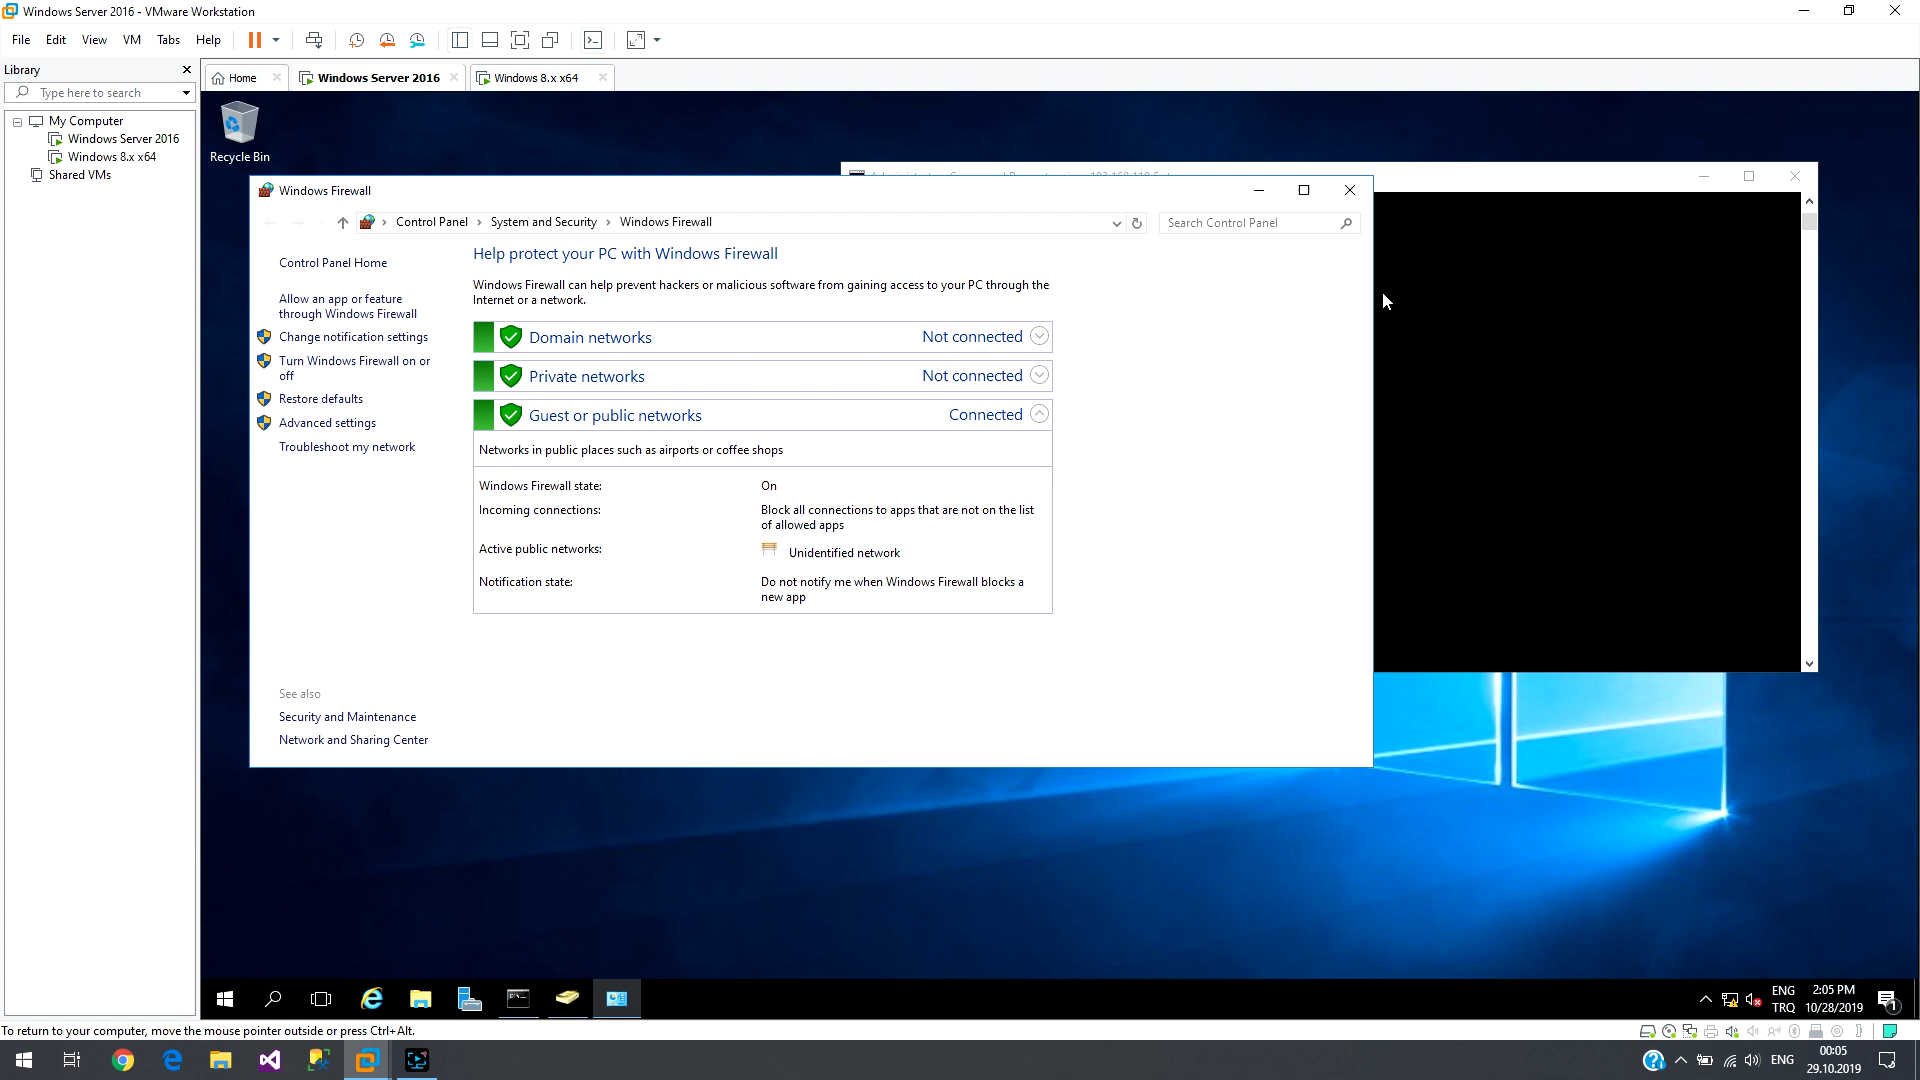 Windows Server 2016 - VMware Workstation
File Edit View VM Tabs Help
Library
Type here to search
My Computer
Windows Server 2016
Windows 8.x x64
Shared VMs
Home
Windows Server 2016
Windows 8.x x64
Recycle Bin
Windows Firewall
Control Panel > System and Security > Windows Firewall
Search Control Panel
Control Panel Home
Allow an app or feature
through Windows Firewall
Change notification settings
Turn Windows Firewall on or
off
Restore defaults
Advanced settings
Troubleshoot my network
See also
Security and Maintenance
Network and Sharing Center
Help protect your PC with Windows Firewall
Windows Firewall can help prevent hackers or malicious software from gaining access to your PC through the
Internet or a network.
Domain networks Not connected
Private networks Not connected
Guest or public networks Connected
Networks in public places such as airports or coffee shops
Windows Firewall state: On
Incoming connections: Block all connections to apps that are not on the list
of allowed apps
Active public networks: Unidentified network
Notification state: Do not notify me when Windows Firewall blocks a
new app
ENG
TRQ
2:05 PM
10/28/2019
1
To return to your computer, move the mouse pointer outside or press Ctrl+Alt.
ENG
00:05
29.10.2019